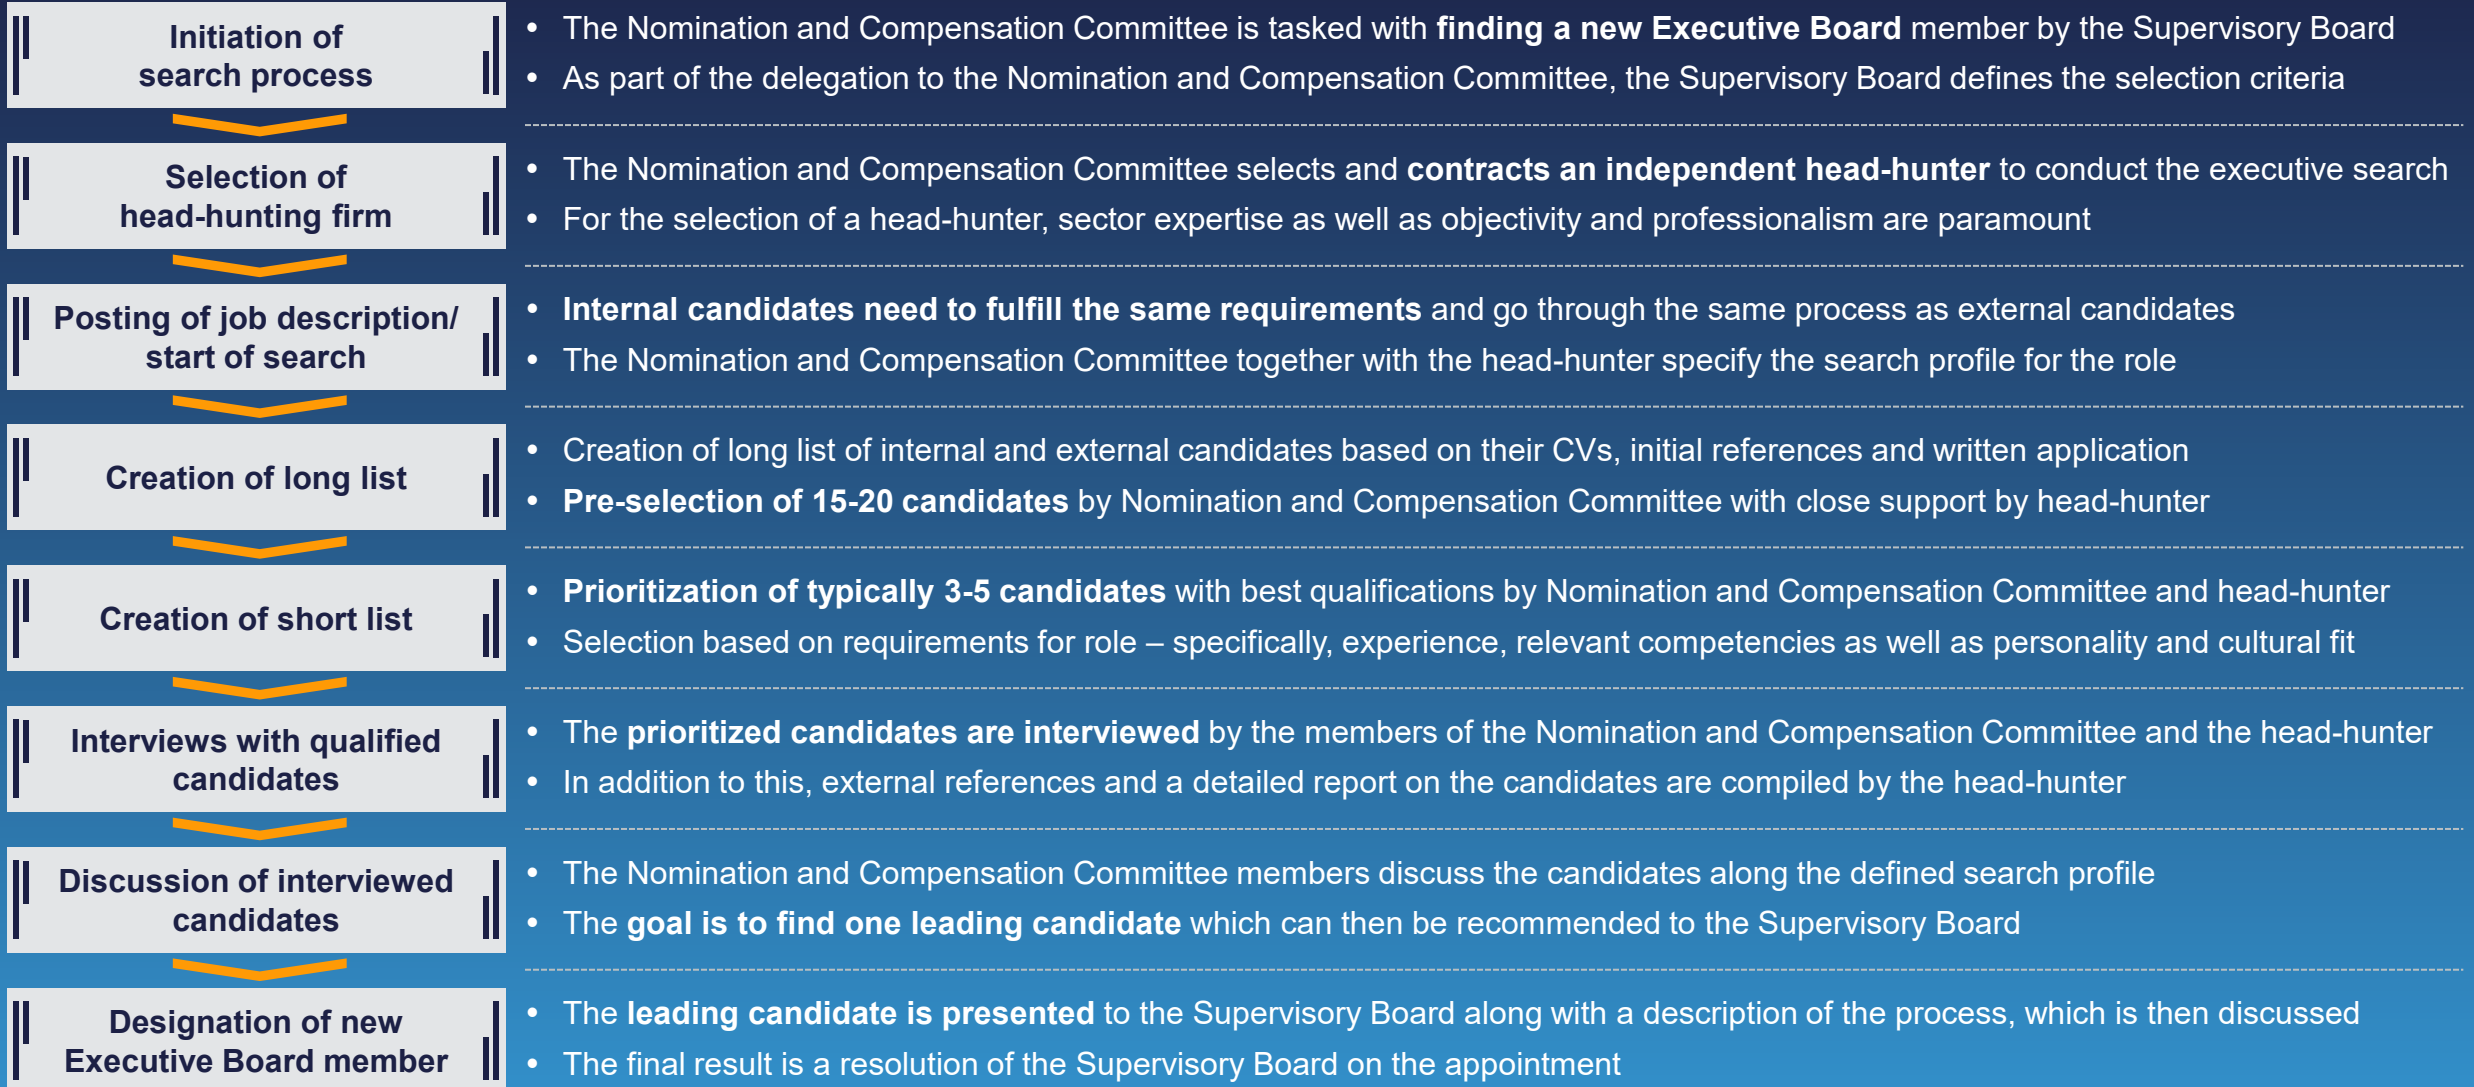 Initiation of
search process
• The Nomination and Compensation Committee is tasked with finding a new Executive Board member by the Supervisory Board
• As part of the delegation to the Nomination and Compensation Committee, the Supervisory Board defines the selection criteria
Selection of
head-hunting firm
• The Nomination and Compensation Committee selects and contracts an independent head-hunter to conduct the executive search
• For the selection of a head-hunter, sector expertise as well as objectivity and professionalism are paramount
Posting of job description/
start of search
• Internal candidates need to fulfill the same requirements and go through the same process as external candidates
• The Nomination and Compensation Committee together with the head-hunter specify the search profile for the role
Creation of long list
• Creation of long list of internal and external candidates based on their CVs, initial references and written application
• Pre-selection of 15-20 candidates by Nomination and Compensation Committee with close support by head-hunter
Creation of short list
• Prioritization of typically 3-5 candidates with best qualifications by Nomination and Compensation Committee and head-hunter
• Selection based on requirements for role – specifically, experience, relevant competencies as well as personality and cultural fit
Interviews with qualified
candidates
• The prioritized candidates are interviewed by the members of the Nomination and Compensation Committee and the head-hunter
• In addition to this, external references and a detailed report on the candidates are compiled by the head-hunter
Discussion of interviewed
candidates
• The Nomination and Compensation Committee members discuss the candidates along the defined search profile
• The goal is to find one leading candidate which can then be recommended to the Supervisory Board
Designation of new
Executive Board member
• The leading candidate is presented to the Supervisory Board along with a description of the process, which is then discussed
• The final result is a resolution of the Supervisory Board on the appointment